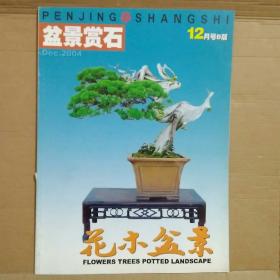 PENJING SHANGSHI
盆景赏石
12月号B版
Dec.2004
花木盆景
FLOWERS TREES POTTED LANDSCAPE